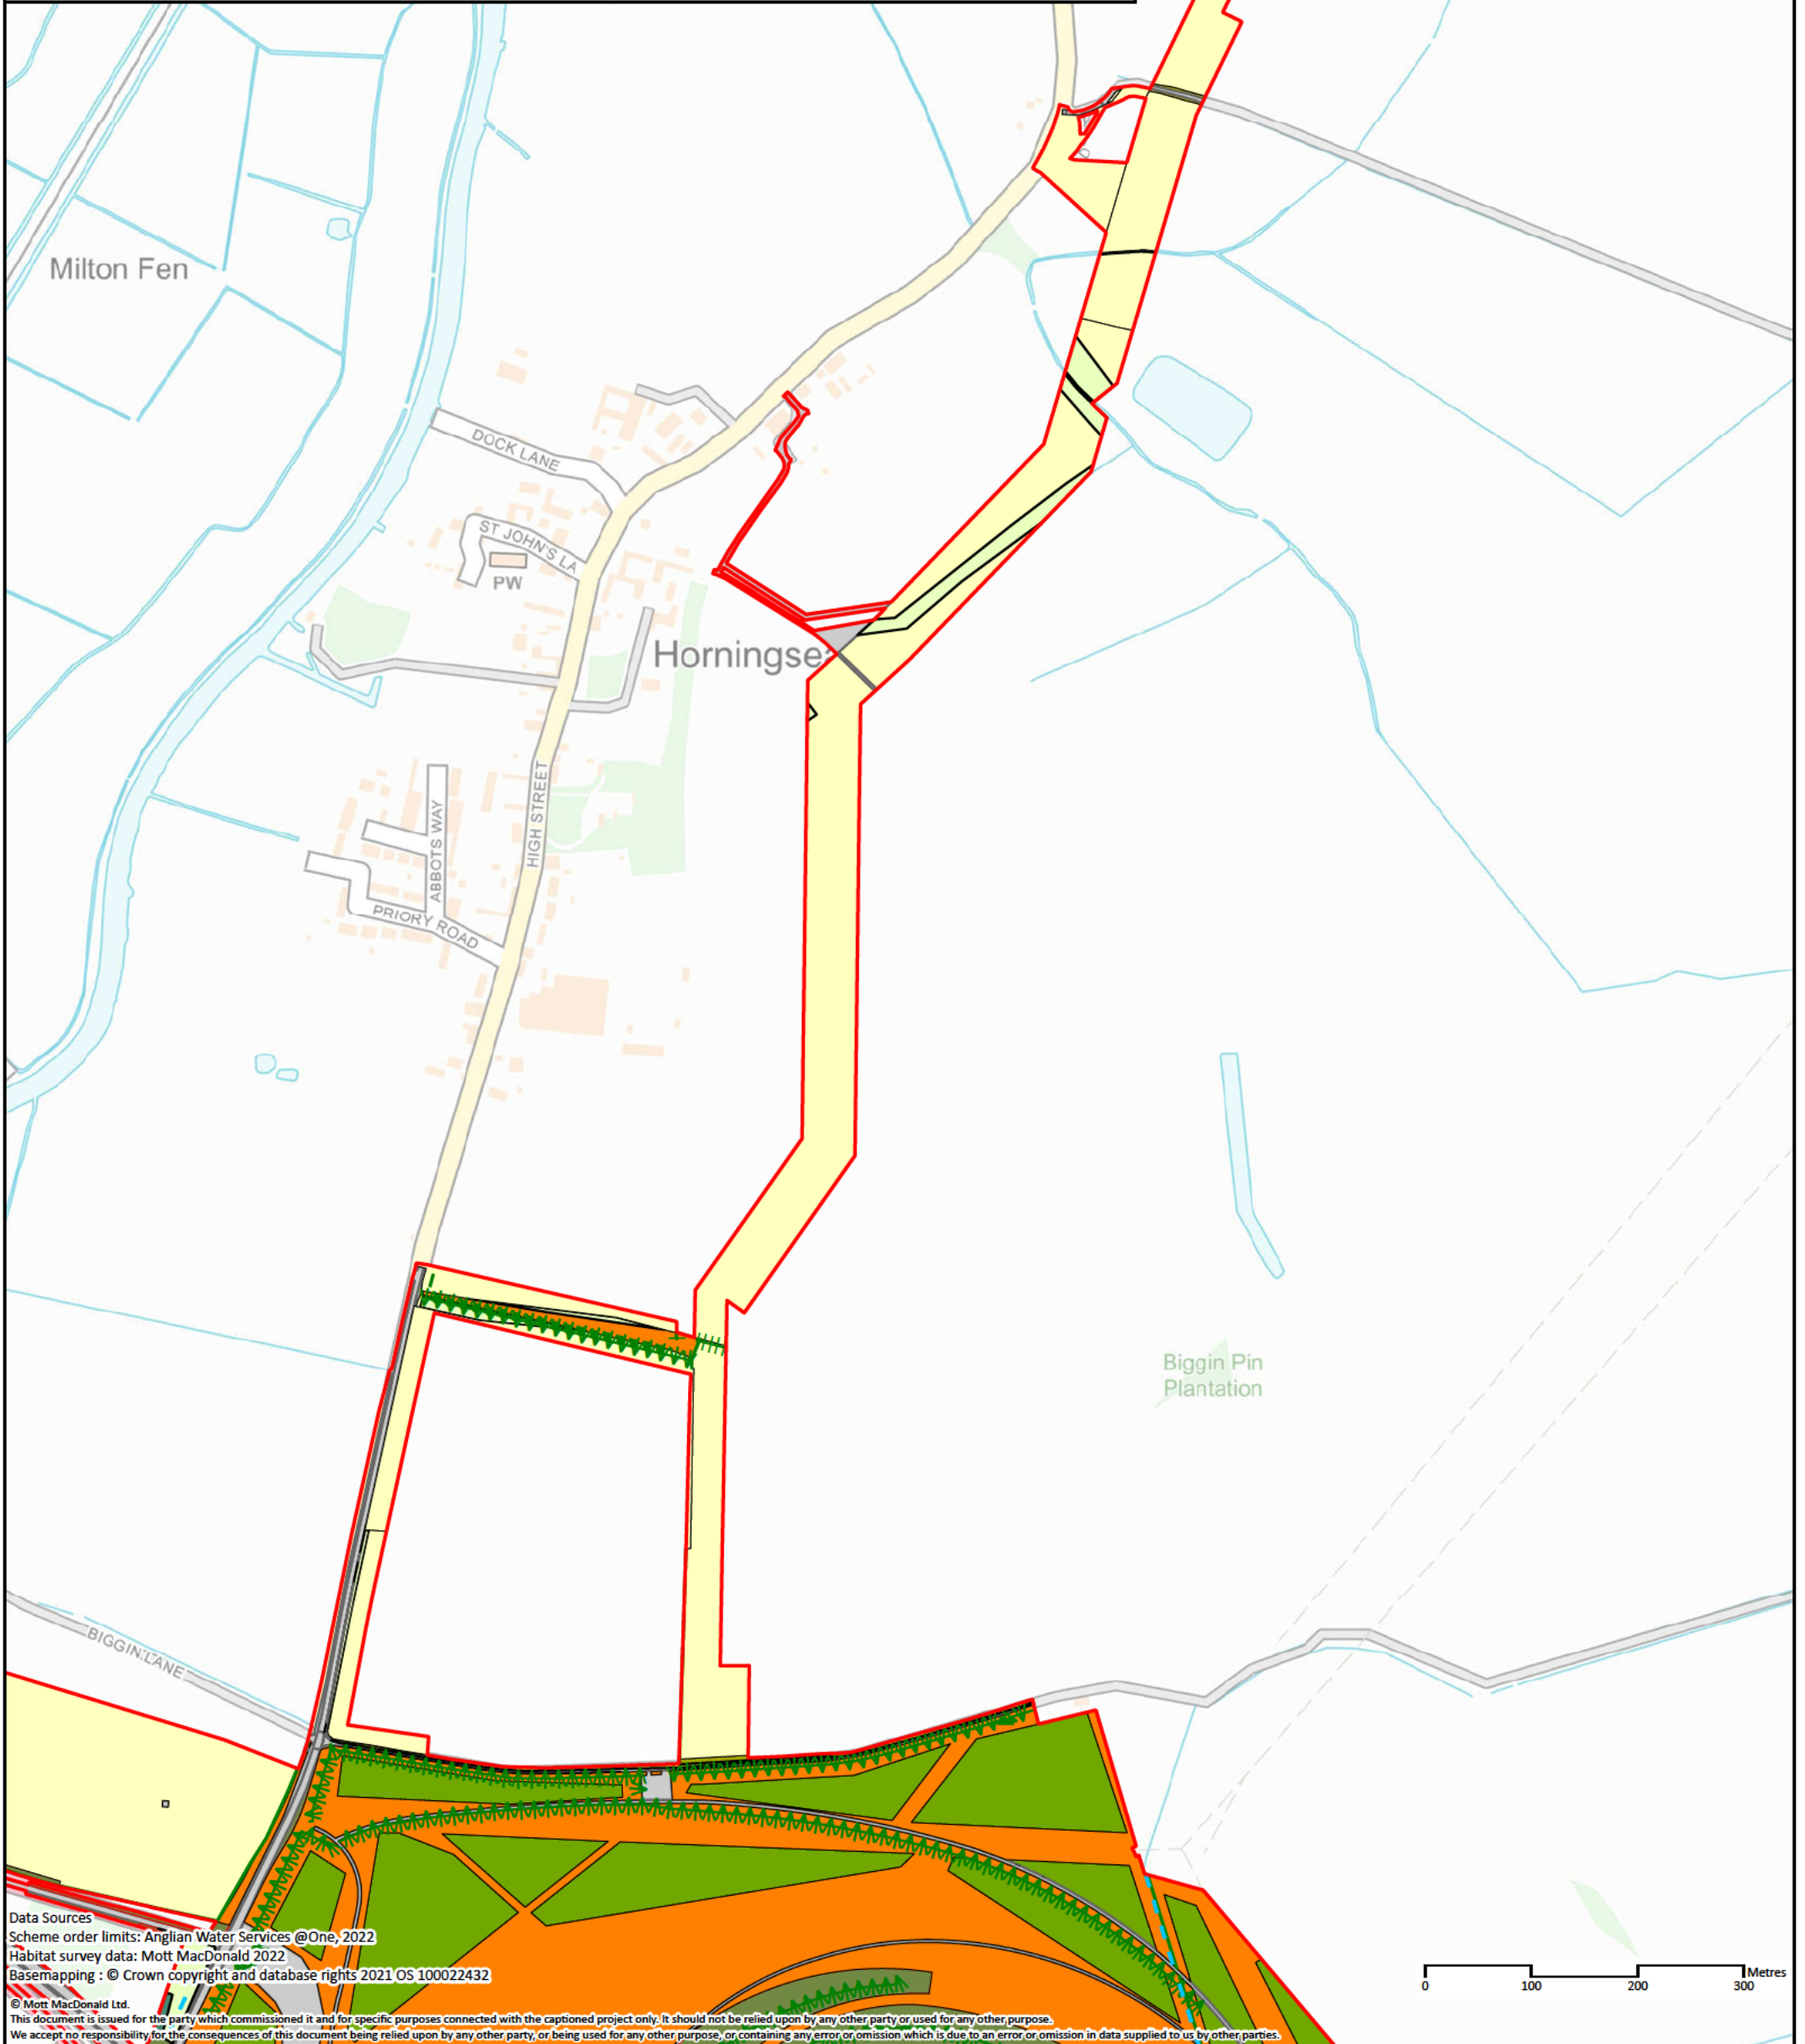 Milton Fen
DOCK LANE
ST JOHN'S LA
PW
Horningse
HIGH STREET
ABBOTS WAY
PRIORY ROAD
Biggin Pin
Plantation
BIGGIN LANE
Data Sources
Scheme order limits: Anglian Water Services @One, 2022
Habitat survey data: Mott MacDonald 2022
Basemapping : © Crown copyright and database rights 2021 OS 100022432
0 100 200 300 Metres
© Mott MacDonald Ltd.
This document is issued for the party which commissioned it and for specific purposes connected with the captioned project only. It should not be relied upon by any other party or used for any other purpose.
We accept no responsibility for the consequences of this document being relied upon by any other party, or being used for any other purpose, or containing any error or omission which is due to an error or omission in data supplied to us by other parties.